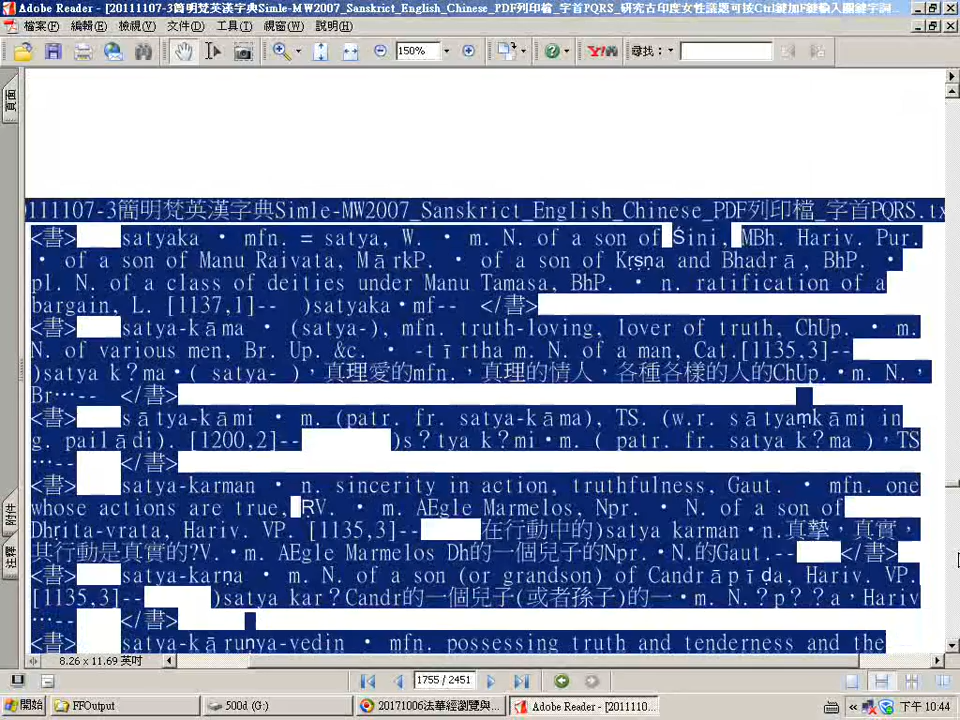 Adobe Reader - [20111107-3簡明梵英漢字典Simle-MW2007_Sanskrict_English_Chinese_PDF列印檔_字首PQRS_研究古印度女性議題可按Ctrl鍵加F鍵輸入關鍵字詞
檔案(F) 編輯(E) 檢視(V) 文件(D) 工具(T) 視窗(W) 說明(H)
150% Y! 尋找：
頁面
111107-3簡明梵英漢字典Simle-MW2007_Sanskrict_English_Chinese_PDF列印檔_字首PQRS.tx
<書> satyaka • mfn. = satya, W. • m. N. of a son of Śini, MBh. Hariv. Pur.
• of a son of Manu Raivata, MārkP. • of a son of Kṛṣṇa and Bhadrā, BhP. •
pl. N. of a class of deities under Manu Tamasa, BhP. • n. ratification of a
bargain, L. [1137,1]-- )satyaka•mf-- </書>
<書> satya-kāma • (satya-), mfn. truth-loving, lover of truth, ChUp. • m.
N. of various men, Br. Up. &c. • -tīrtha m. N. of a man, Cat.[1135,3]--
)satya k?ma•( satya- )，真理愛的mfn.，真理的情人，各種各樣的人的ChUp.•m. N.，
Br…-- </書>
<書> sātya-kāmi • m. (patr. fr. satya-kāma), TS. (w.r. sātyaṃkāmi in
g. pailādi). [1200,2]-- )s?tya k?mi•m. ( patr. fr. satya k?ma )，TS
…-- </書>
<書> satya-karman • n. sincerity in action, truthfulness, Gaut. • mfn. one
whose actions are true, RV. • m. AEgle Marmelos, Npr. • N. of a son of
Dhrita-vrata, Hariv. VP. [1135,3]-- 在行動中的)satya karman•n.真摯，真實，
其行動是真實的?V.•m. AEgle Marmelos Dh的一個兒子的Npr.•N.的Gaut.-- </書>
<書> satya-karṇa • m. N. of a son (or grandson) of Candrāpīḍa, Hariv. VP.
[1135,3]-- )satya kar?Candr的一個兒子(或者孫子)的一•m. N.?p??a，Hariv
…-- </書>
<書> satya-kāruṇya-vedin • mfn. possessing truth and tenderness and the
附件
注釋
8.26 x 11.69 英吋
1755 / 2451
開始 FFOutput 500d (G:) 20171006法華經瀏覽與... Adobe Reader - [2011110... 下午 10:44